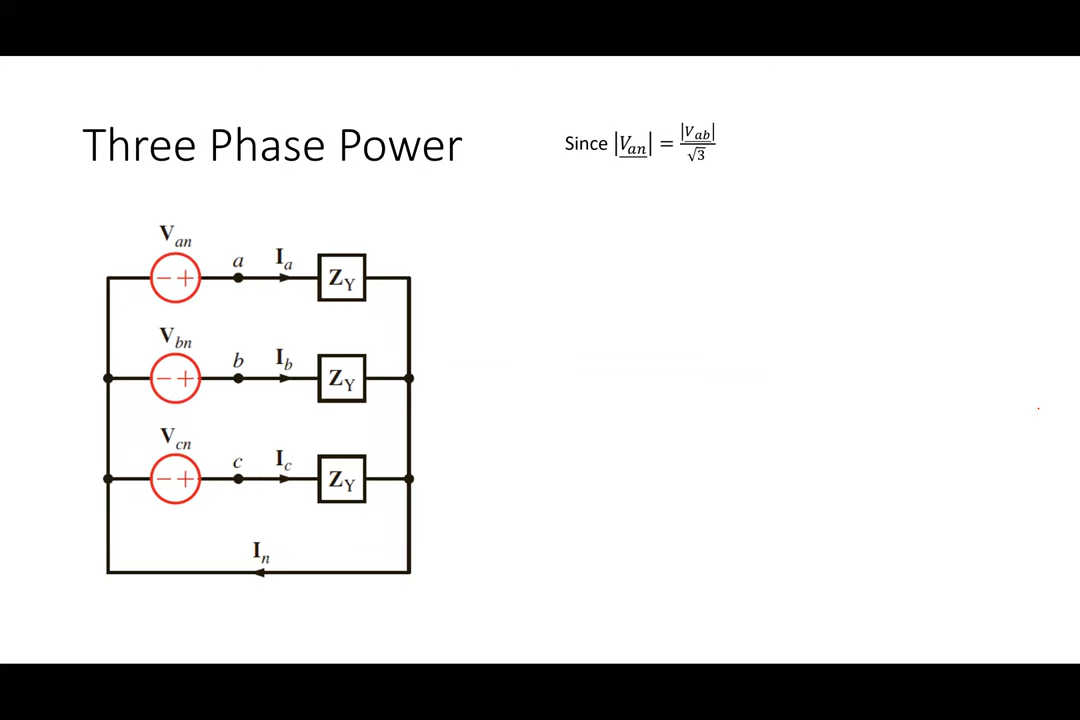 Three Phase Power
Since |V_an| = |V_ab| / √3
V_an
a
I_a
Z_Y
V_bn
b
I_b
Z_Y
V_cn
c
I_c
Z_Y
I_n